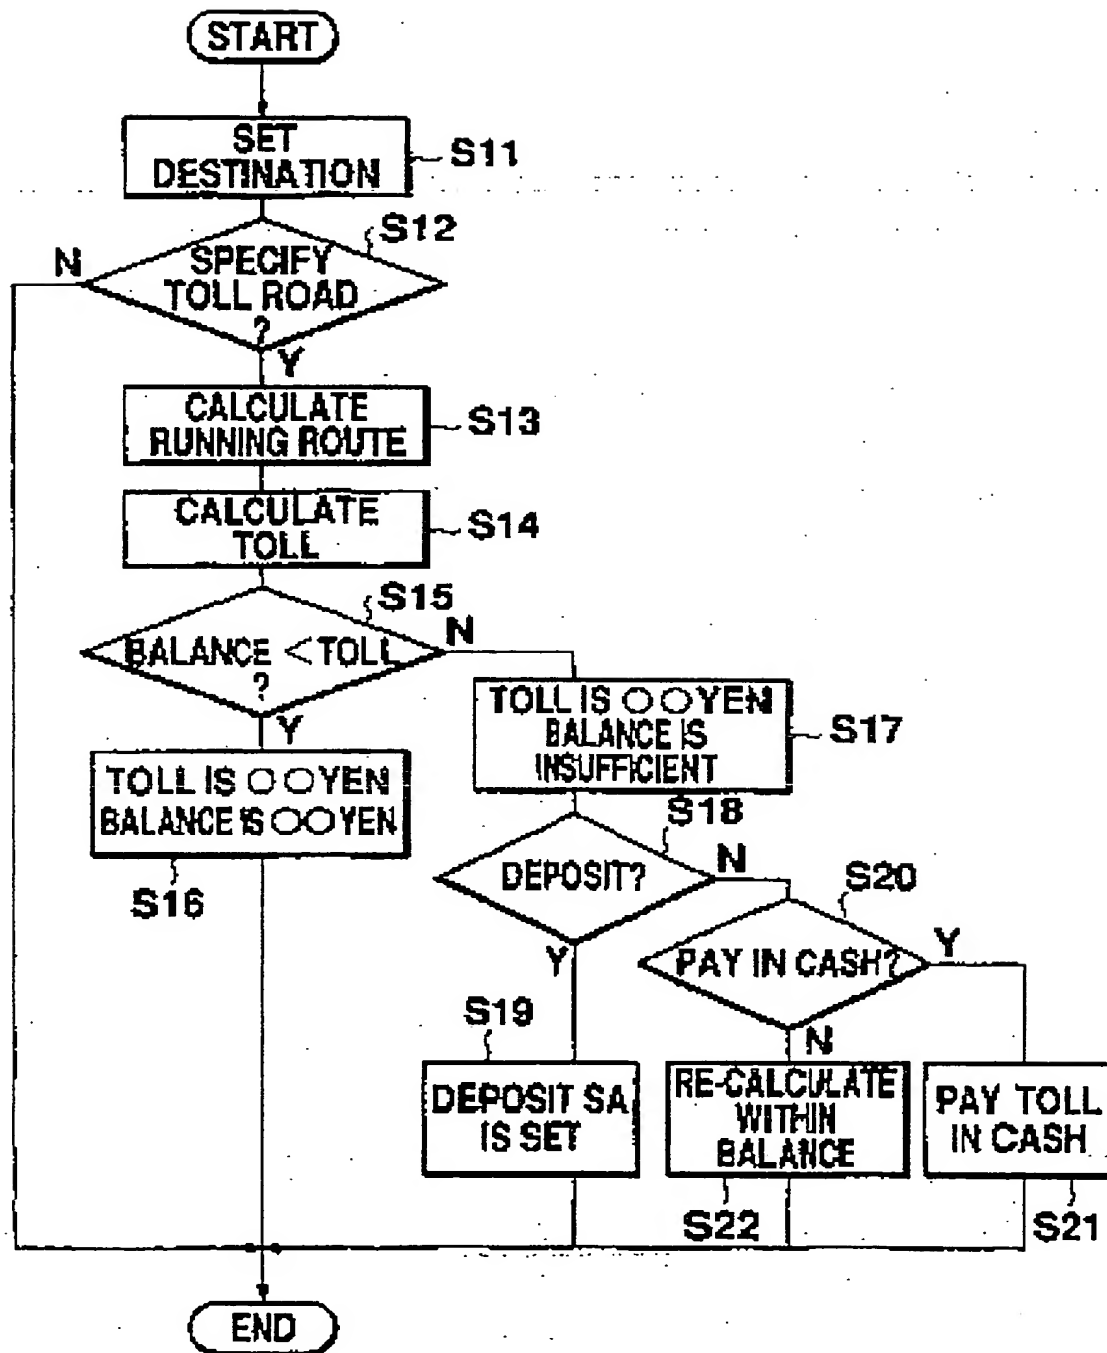 START
SET
DESTINATION
S11
S12
N
SPECIFY
TOLL ROAD
?
Y
CALCULATE
RUNNING ROUTE
S13
CALCULATE
TOLL
S14
S15
BALANCE < TOLL
?
N
Y
TOLL IS ○○ YEN
BALANCE IS ○○ YEN
S16
TOLL IS ○○ YEN
BALANCE IS
INSUFFICIENT
S17
S18
DEPOSIT?
N
Y
S20
PAY IN CASH?
Y
N
S19
DEPOSIT SA
IS SET
RE-CALCULATE
WITHIN
BALANCE
S22
PAY TOLL
IN CASH
S21
END